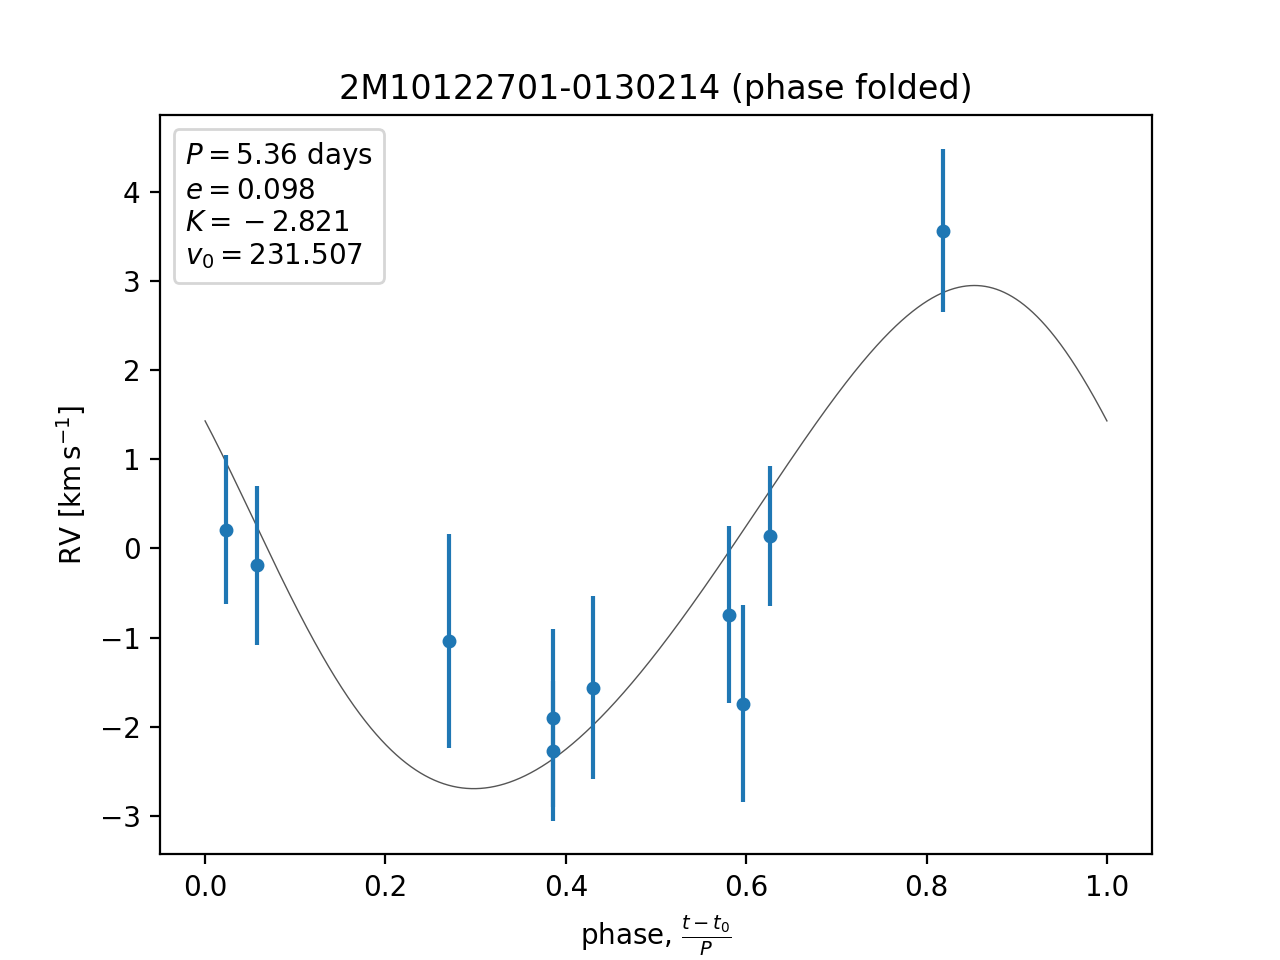 2M10122701-0130214 (phase folded)
P = 5.36 days
e = 0.098
K = −2.821
v₀ = 231.507
4
3
2
1
0
−1
−2
−3
RV [km s⁻¹]
0.0 0.2 0.4 0.6 0.8 1.0
phase, (t − t₀)/P